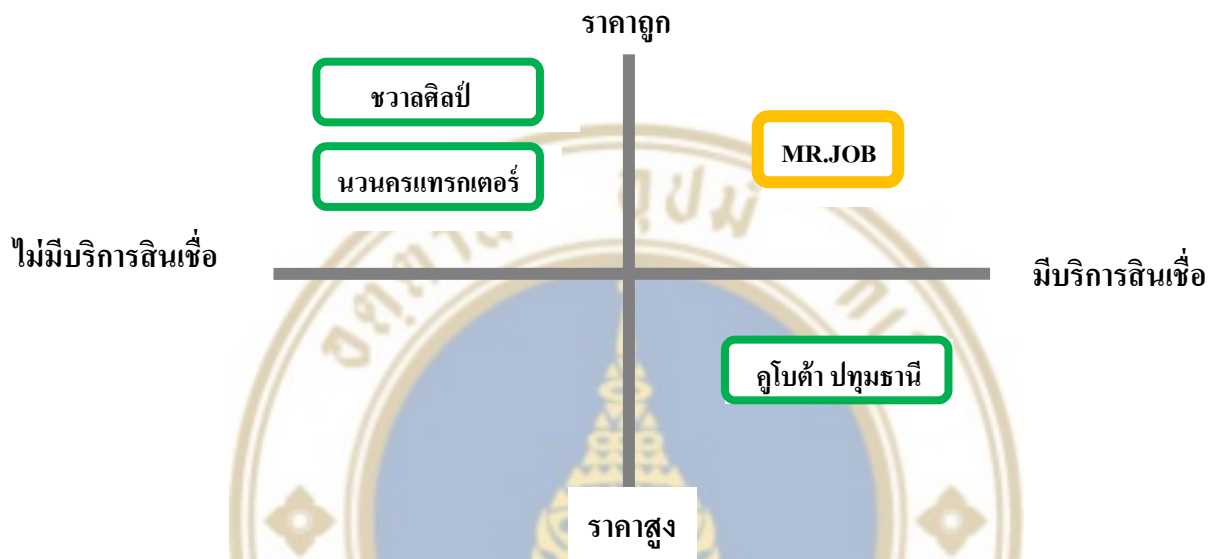 ราคาถูก
ชวาลศิลป์
MR.JOB
นวนครแทรกเตอร์
ไม่มีบริการสินเชื่อ
มีบริการสินเชื่อ
คูโบต้า ปทุมธานี
ราคาสูง